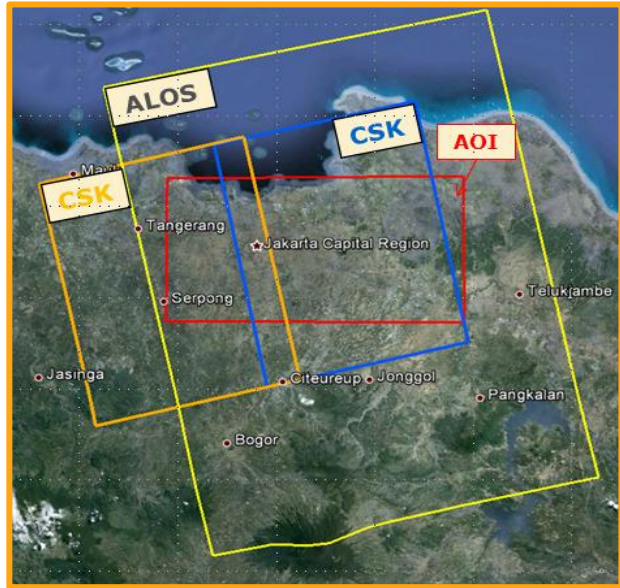 ALOS
CSK
AOI
CSK
Tangerang
Jakarta Capital Region
Serpong
Telukjambe
Jasinga
Citeureup
Jonggol
Pangkalan
Bogor